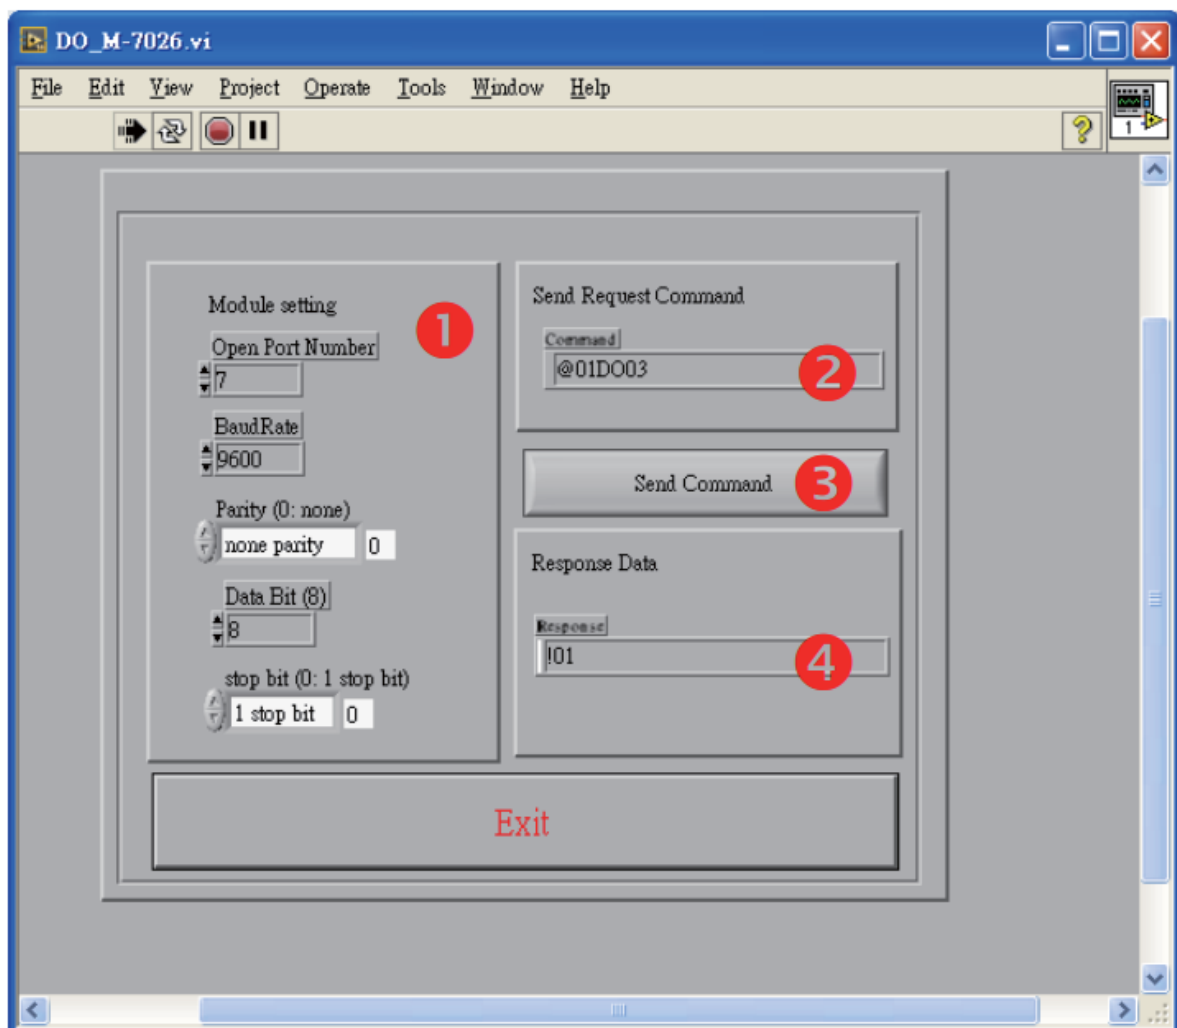 DO_M-7026.vi
File Edit View Project Operate Tools Window Help
1
Module setting
1
Open Port Number
7
BaudRate
9600
Parity (0: none)
none parity 0
Data Bit (8)
8
stop bit (0: 1 stop bit)
1 stop bit 0
Send Request Command
Command
@01DO03
2
Send Command
3
Response Data
Response
!01
4
Exit